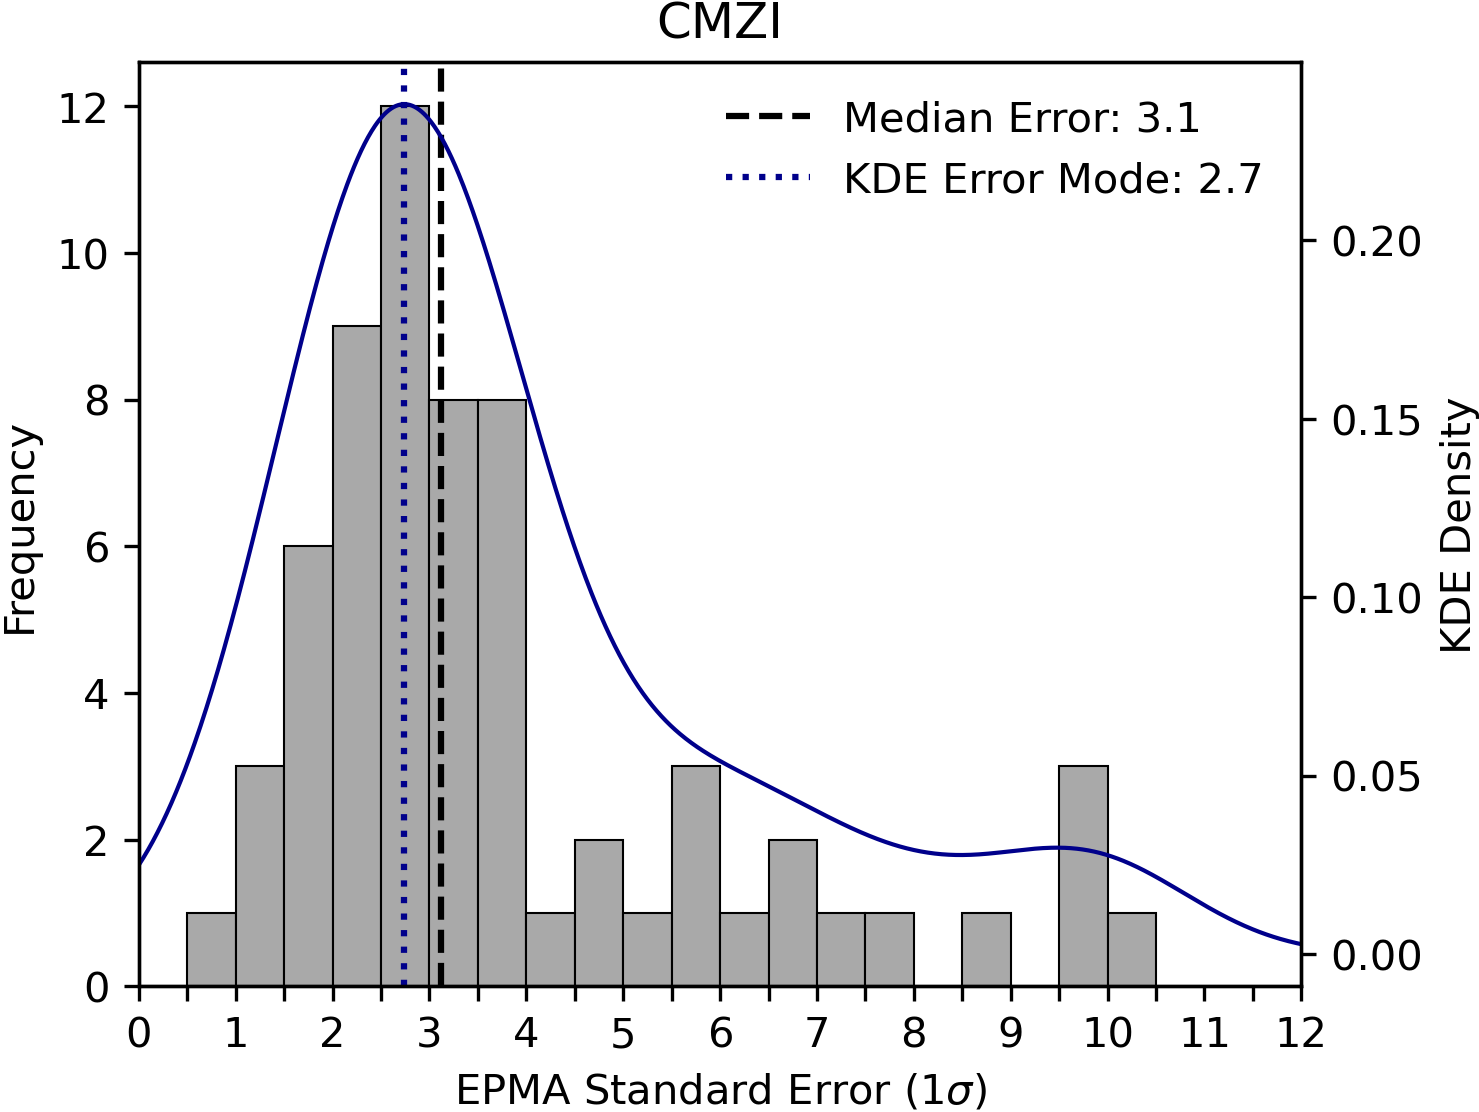 CMZI
Median Error: 3.1
KDE Error Mode: 2.7
12
10
8
6
4
2
0
Frequency
0.20
0.15
0.10
0.05
0.00
KDE Density
0 1 2 3 4 5 6 7 8 9 10 11 12
EPMA Standard Error (1σ)